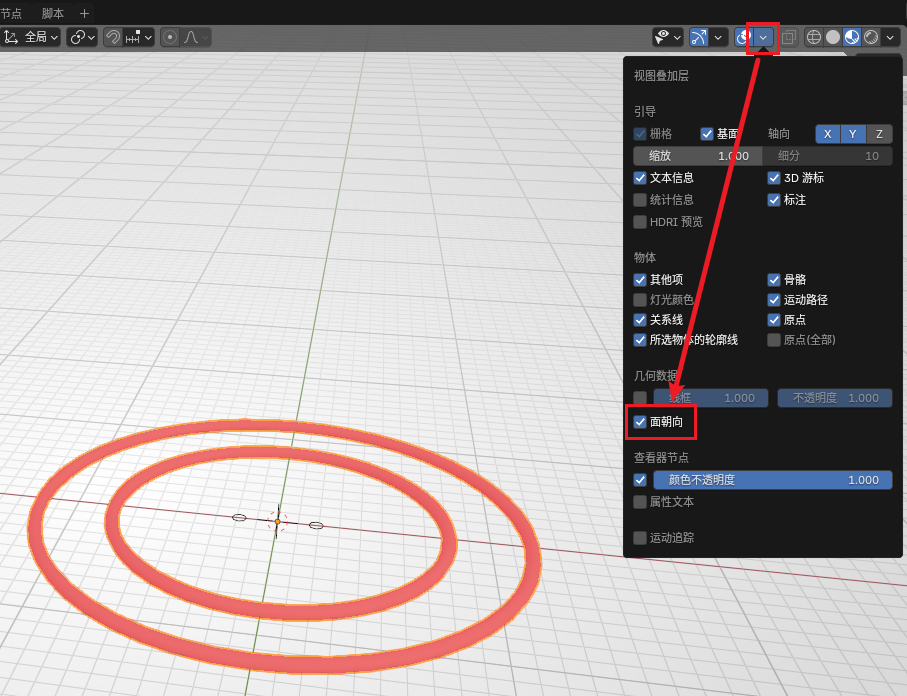 节点 脚本 +
全局
视图叠加层
引导
栅格 基面 轴向 X Y Z
缩放 1.000 细分 10
文本信息 3D 游标
统计信息 标注
HDRI 预览
物体
其他项 骨骼
灯光颜色 运动路径
关系线 原点
所选物体的轮廓线 原点(全部)
几何数据
线框 1.000 不透明度 1.000
面朝向
查看器节点
颜色不透明度 1.000
属性文本
运动追踪